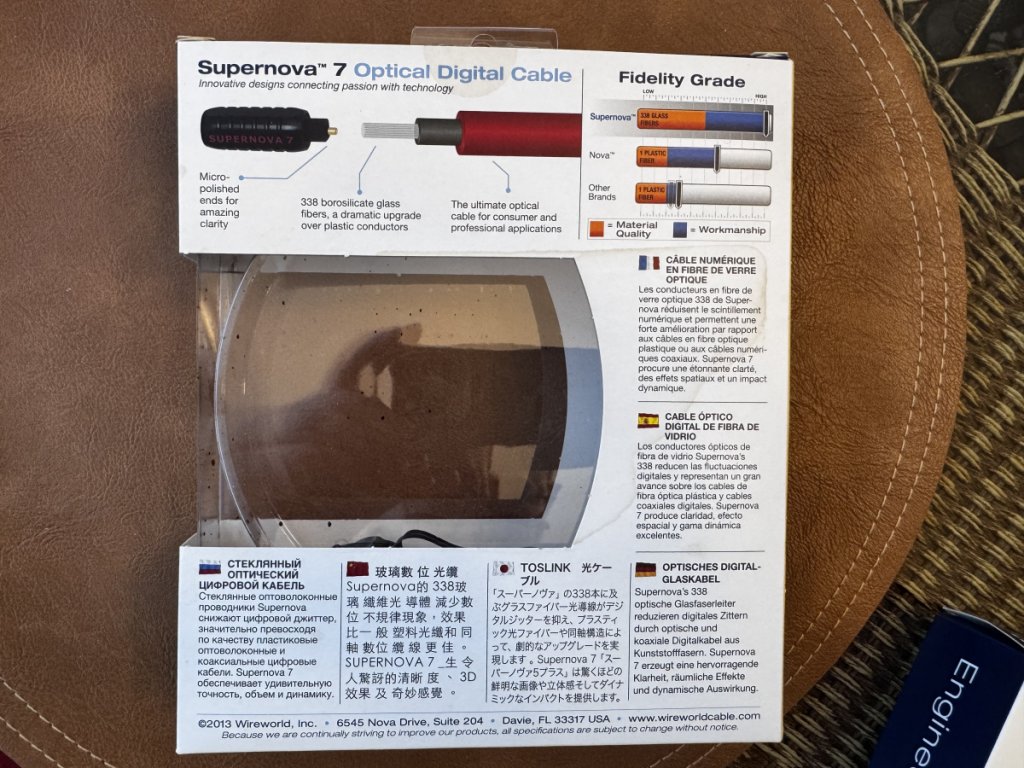 Supernova™ 7 Optical Digital Cable
Innovative designs connecting passion with technology
SUPERNOVA 7
Micro-
polished
ends for
amazing
clarity
338 borosilicate glass
fibers, a dramatic upgrade
over plastic conductors
The ultimate optical
cable for consumer and
professional applications
Fidelity Grade
LOW
HIGH
Supernova™
338 GLASS
FIBERS
Nova™
1 PLASTIC
FIBER
Other
Brands
1 PLASTIC
FIBER
= Material
Quality
= Workmanship
CÂBLE NUMÉRIQUE
EN FIBRE DE VERRE
OPTIQUE
Les conducteurs en fibre de
verre optique 338 de Super-
nova réduisent le scintillement
numérique et permettent une
forte amélioration par rapport
aux câbles en fibre optique
plastique ou aux câbles numéri-
ques coaxiaux. Supernova 7
procure une étonnante clarté,
des effets spatiaux et un impact
dynamique.
CABLE ÓPTICO
DIGITAL DE FIBRA DE
VIDRIO
Los conductores ópticos de
fibra de vidrio Supernova's
338 reducen las fluctuaciones
digitales y representan un gran
avance sobre los cables de
fibra óptica plástica y cables
coaxiales digitales. Supernova
7 produce claridad, efecto
espacial y gama dinámica
excelentes.
СТЕКЛЯННЫЙ
ОПТИЧЕСКИЙ
ЦИФРОВОЙ КАБЕЛЬ
Стеклянные оптоволоконные
проводники Supernova
снижают цифровой джиттер,
значительно превосходя
по качеству пластиковые
оптоволоконные и
коаксиальные цифровые
кабели. Supernova 7
обеспечивает удивительную
точность, объем и динамику.
玻璃數 位 光纜
Supernova的 338玻
璃 纖維光 導體 減少數
位 不規律現象，效果
比一 般 塑料光纖和 同
軸 數 位 纜 線 更 佳 。
SUPERNOVA 7 _生 令
人驚訝的清晰 度 、 3D
效果 及 奇妙感覺 。
TOSLINK 光ケー
ブル
「スーパーノヴァ」の338本に及
ぶグラスファイバー光導線がデジ
タルジッターを抑え、プラスティ
ック光ファイバーや同軸構造によ
って、劇的なアップグレードを実
現します 。Supernova 7「スー
パーノヴァ5プラス」は驚くほどの
鮮明な画像や立体感そしてダイナ
ミックなインパクトを提供します。
OPTISCHES DIGITAL-
GLASKABEL
Supernova's 338
optische Glasfaserleiter
reduzieren digitales Zittern
durch optische und
koaxiale Digitalkabel aus
Kunststofffasern. Supernova
7 erzeugt eine hervorragende
Klarheit, räumliche Effekte
und dynamische Auswirkung.
©2013 Wireworld, Inc. • 6545 Nova Drive, Suite 204 • Davie, FL 33317 USA • www.wireworldcable.com
Because we are continually striving to improve our products, all specifications are subject to change without notice.